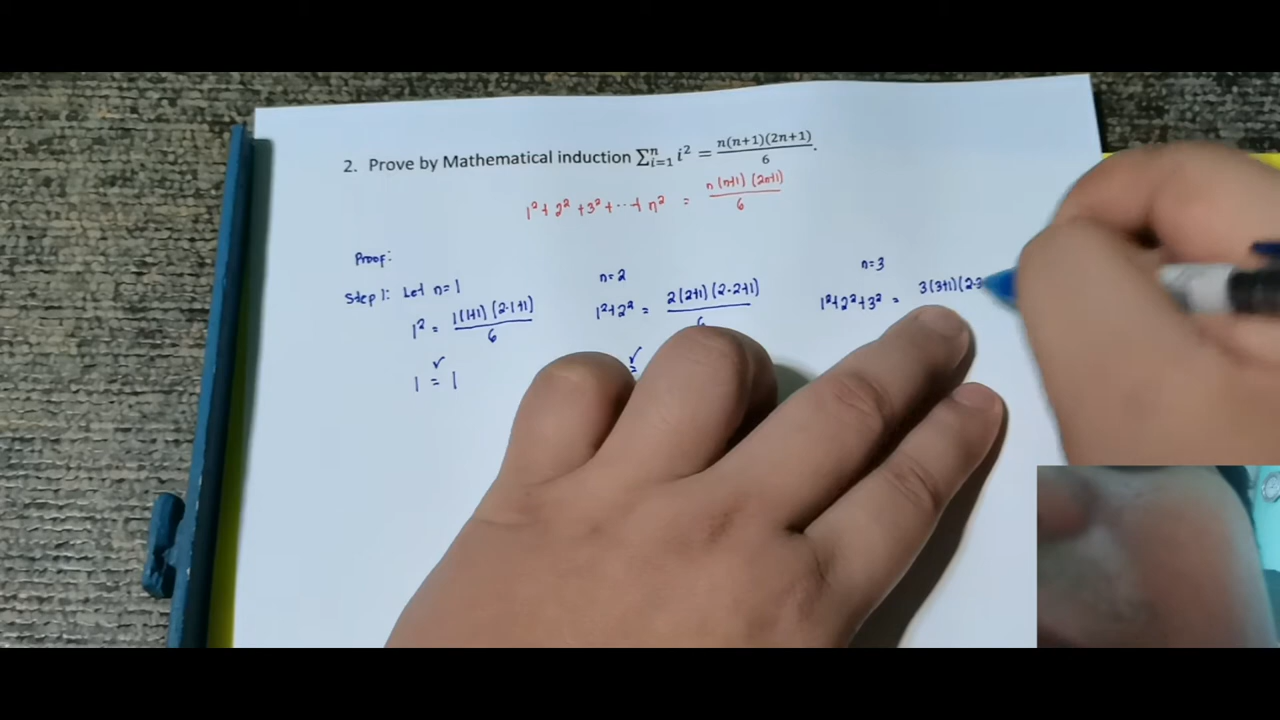 2. Prove by Mathematical induction ∑ⁿᵢ₌₁ i² = n(n+1)(2n+1)/6.
1² + 2² + 3² + ... + n² = n(n+1)(2n+1)/6
Proof:
Step 1: Let n=1
1² = 1(1+1)(2·1+1)/6
1 = 1
n=2
1²+2² = 2(2+1)(2·2+1)/6
=
n=3
1²+2²+3² = 3(3+1)(2·3